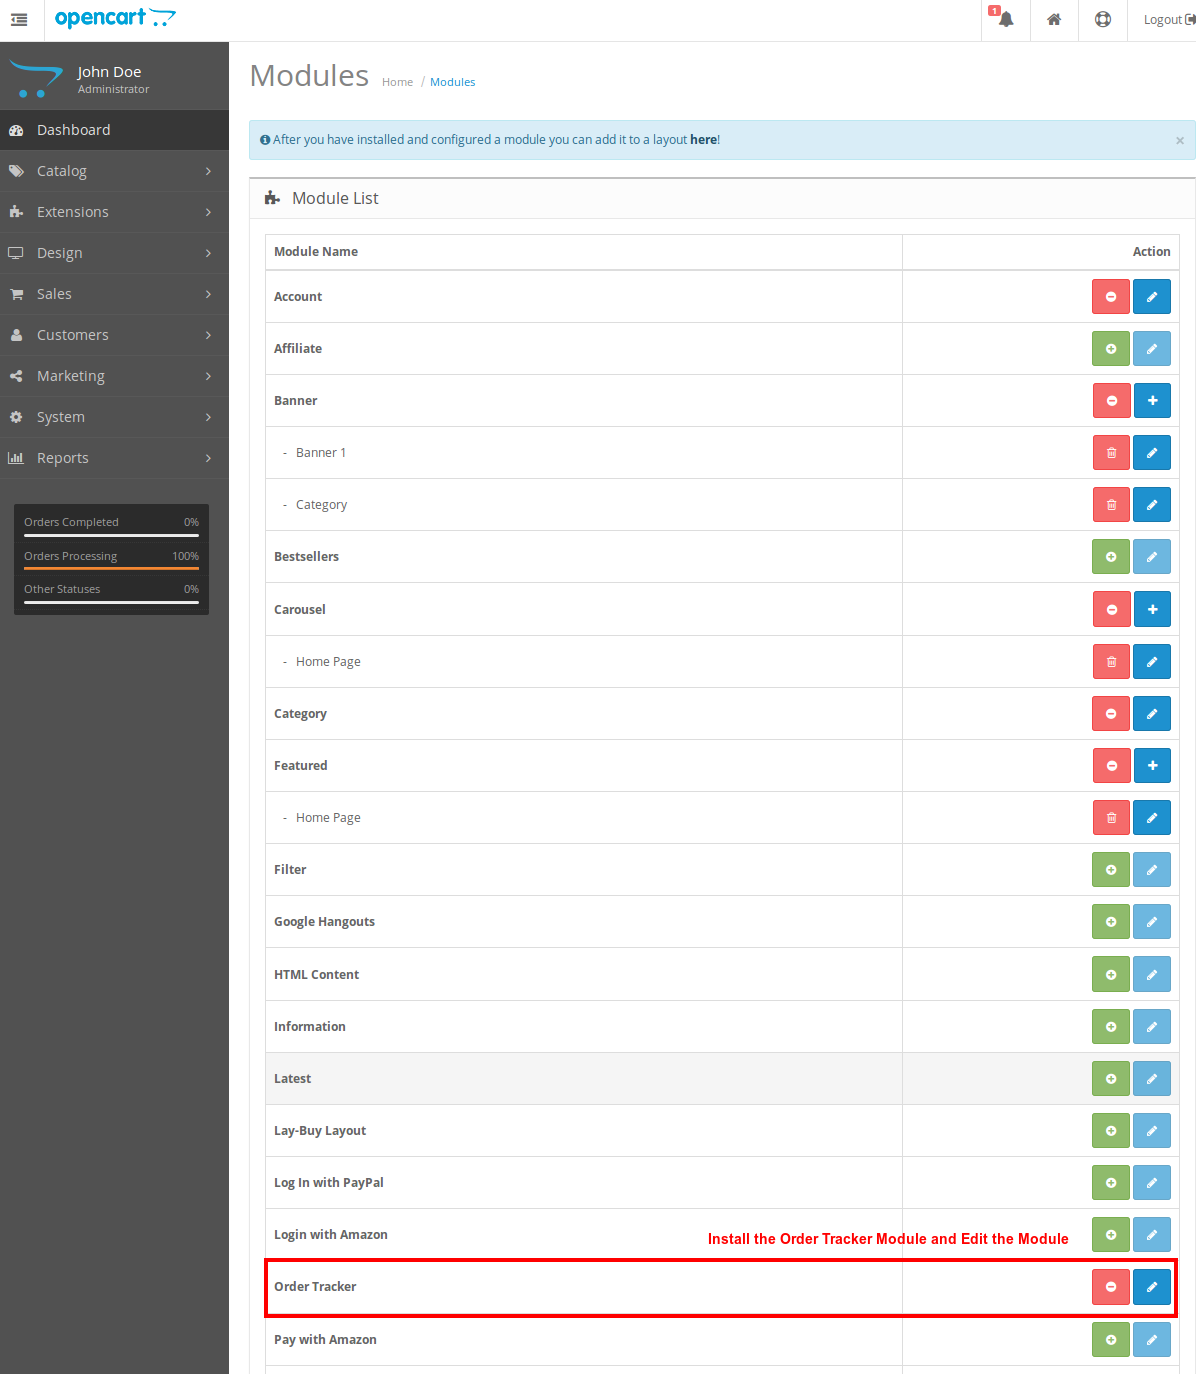 opencart
1
Logout
John Doe
Administrator
Dashboard
Catalog
Extensions
Design
Sales
Customers
Marketing
System
Reports
Orders Completed 0%
Orders Processing 100%
Other Statuses 0%
Modules Home / Modules
After you have installed and configured a module you can add it to a layout here! ×
Module List
Module Name Action
Account
Affiliate
Banner
- Banner 1
- Category
Bestsellers
Carousel
- Home Page
Category
Featured
- Home Page
Filter
Google Hangouts
HTML Content
Information
Latest
Lay-Buy Layout
Log In with PayPal
Login with Amazon
Install the Order Tracker Module and Edit the Module
Order Tracker
Pay with Amazon